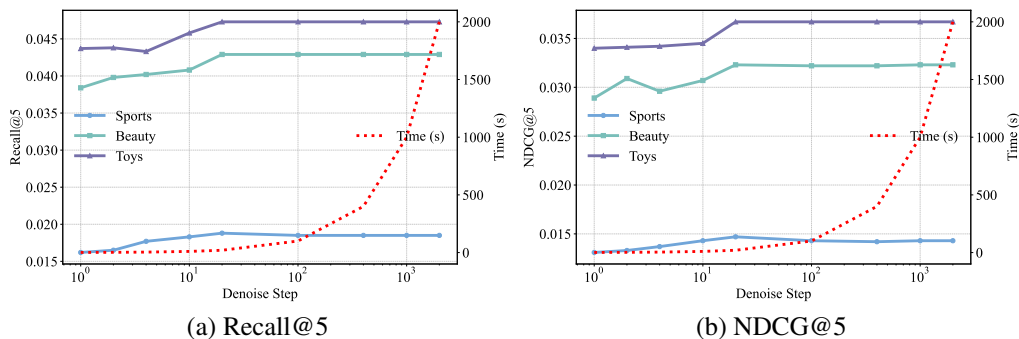 0.045
0.040
0.035
0.030
0.025
0.020
0.015
Recall@5
Sports
Beauty
Toys
Time (s)
2000
1500
1000
500
0
Time (s)
10^0
10^1
10^2
10^3
Denoise Step
(a) Recall@5
0.035
0.030
0.025
0.020
0.015
NDCG@5
Sports
Beauty
Toys
Time (s)
2000
1500
1000
500
0
Time (s)
10^0
10^1
10^2
10^3
Denoise Step
(b) NDCG@5